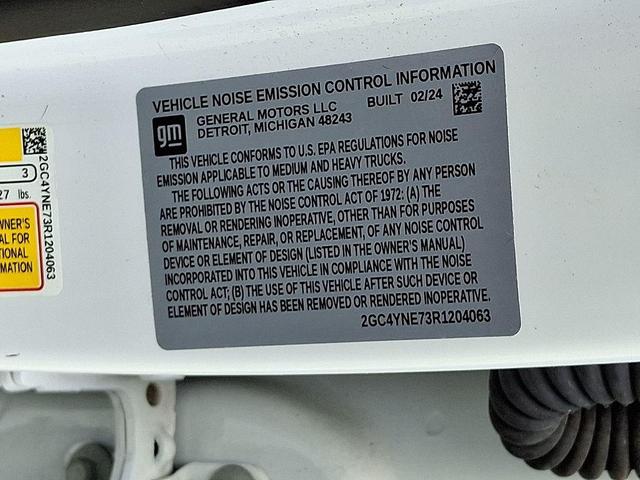 VEHICLE NOISE EMISSION CONTROL INFORMATION
gm
GENERAL MOTORS LLC BUILT 02/24
DETROIT, MICHIGAN 48243
THIS VEHICLE CONFORMS TO U.S. EPA REGULATIONS FOR NOISE
EMISSION APPLICABLE TO MEDIUM AND HEAVY TRUCKS.
THE FOLLOWING ACTS OR THE CAUSING THEREOF BY ANY PERSON
ARE PROHIBITED BY THE NOISE CONTROL ACT OF 1972: (A) THE
REMOVAL OR RENDERING INOPERATIVE, OTHER THAN FOR PURPOSES
OF MAINTENANCE, REPAIR, OR REPLACEMENT, OF ANY NOISE CONTROL
DEVICE OR ELEMENT OF DESIGN (LISTED IN THE OWNER'S MANUAL)
INCORPORATED INTO THIS VEHICLE IN COMPLIANCE WITH THE NOISE
CONTROL ACT; (B) THE USE OF THIS VEHICLE AFTER SUCH DEVICE OR
ELEMENT OF DESIGN HAS BEEN REMOVED OR RENDERED INOPERATIVE.
2GC4YNE73R1204063
3
27 lbs.
WNER'S
AL FOR
TIONAL
MATION
2GC4YNE73R1204063